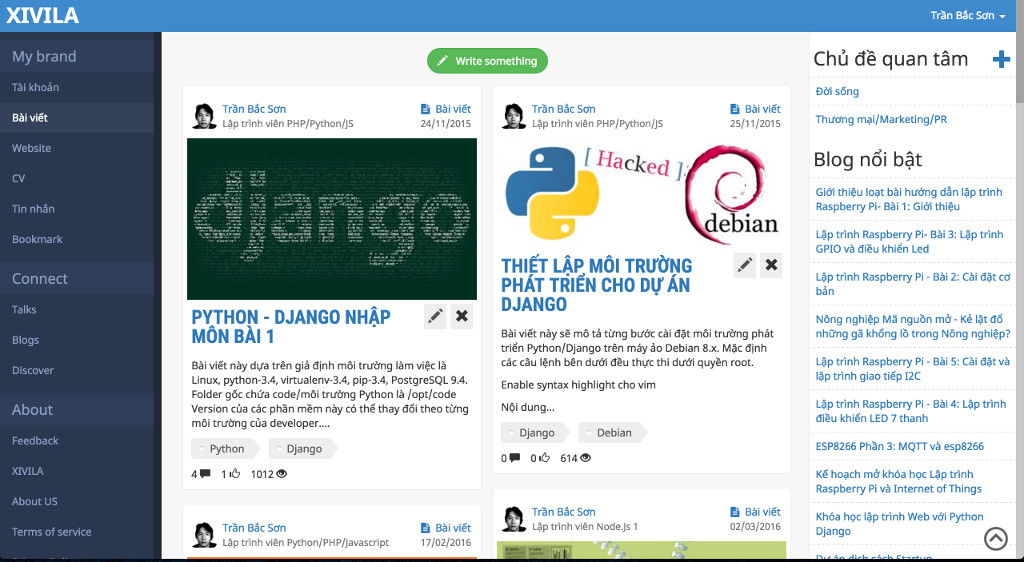 XIVILA
Trần Bắc Sơn
My brand
Tài khoản
Bài viết
Website
CV
Tin nhắn
Bookmark
Connect
Talks
Blogs
Discover
About
Feedback
XIVILA
About US
Terms of service
Write something
Trần Bắc Sơn
Bài viết
Lập trình viên PHP/Python/JS
24/11/2015
django
PYTHON - DJANGO NHẬP
MÔN BÀI 1
Bài viết này dựa trên giả định môi trường làm việc là
Linux, python-3.4, virtualenv-3.4, pip-3.4, PostgreSQL 9.4.
Folder gốc chứa code/môi trường Python là /opt/code
Version của các phần mềm này có thể thay đổi theo từng
môi trường của developer....
Python
Django
4 1 1012
Trần Bắc Sơn
Bài viết
Lập trình viên Python/PHP/Javascript
17/02/2016
Trần Bắc Sơn
Bài viết
Lập trình viên PHP/Python/JS
25/11/2015
[ Hacked ]
debian
THIẾT LẬP MÔI TRƯỜNG
PHÁT TRIỂN CHO DỰ ÁN
DJANGO
Bài viết này sẽ mô tả từng bước cài đặt môi trường phát
triển Python/Django trên máy ảo Debian 8.x. Mặc định
các câu lệnh bên dưới đều thực thi dưới quyền root.
Enable syntax highlight cho vim
Nội dung...
Django
Debian
0 0 614
Trần Bắc Sơn
Bài viết
Lập trình viên Node.Js 1
02/03/2016
Chủ đề quan tâm
Đời sống
Thương mại/Marketing/PR
Blog nổi bật
Giới thiệu loạt bài hướng dẫn lập trình
Raspberry Pi- Bài 1: Giới thiệu
Lập trình Raspberry Pi- Bài 3: Lập trình
GPIO và điều khiển Led
Lập trình Raspberry Pi - Bài 2: Cài đặt cơ
bản
Nông nghiệp Mã nguồn mở - Kẻ lật đổ
những gã khổng lồ trong Nông nghiệp?
Lập trình Raspberry Pi - Bài 5: Cài đặt và
lập trình giao tiếp I2C
Lập trình Raspberry Pi - Bài 4: Lập trình
điều khiển LED 7 thanh
ESP8266 Phần 3: MQTT và esp8266
Kế hoạch mở khóa học Lập trình
Raspberry Pi và Internet of Things
Khóa học lập trình Web với Python
Django
Dự án dịch sách Startup